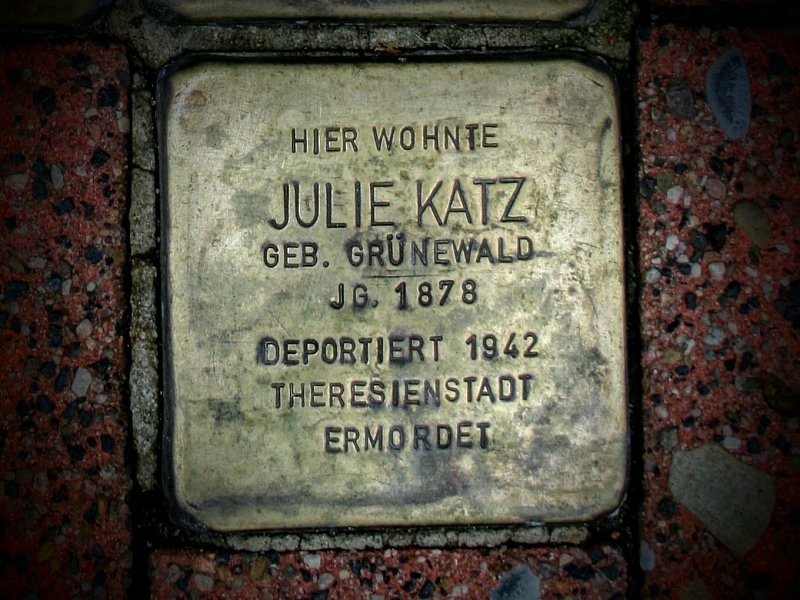 HIER WOHNTE
JULIE KATZ
GEB. GRÜNEWALD
JG. 1878
DEPORTIERT 1942
THERESIENSTADT
ERMORDET